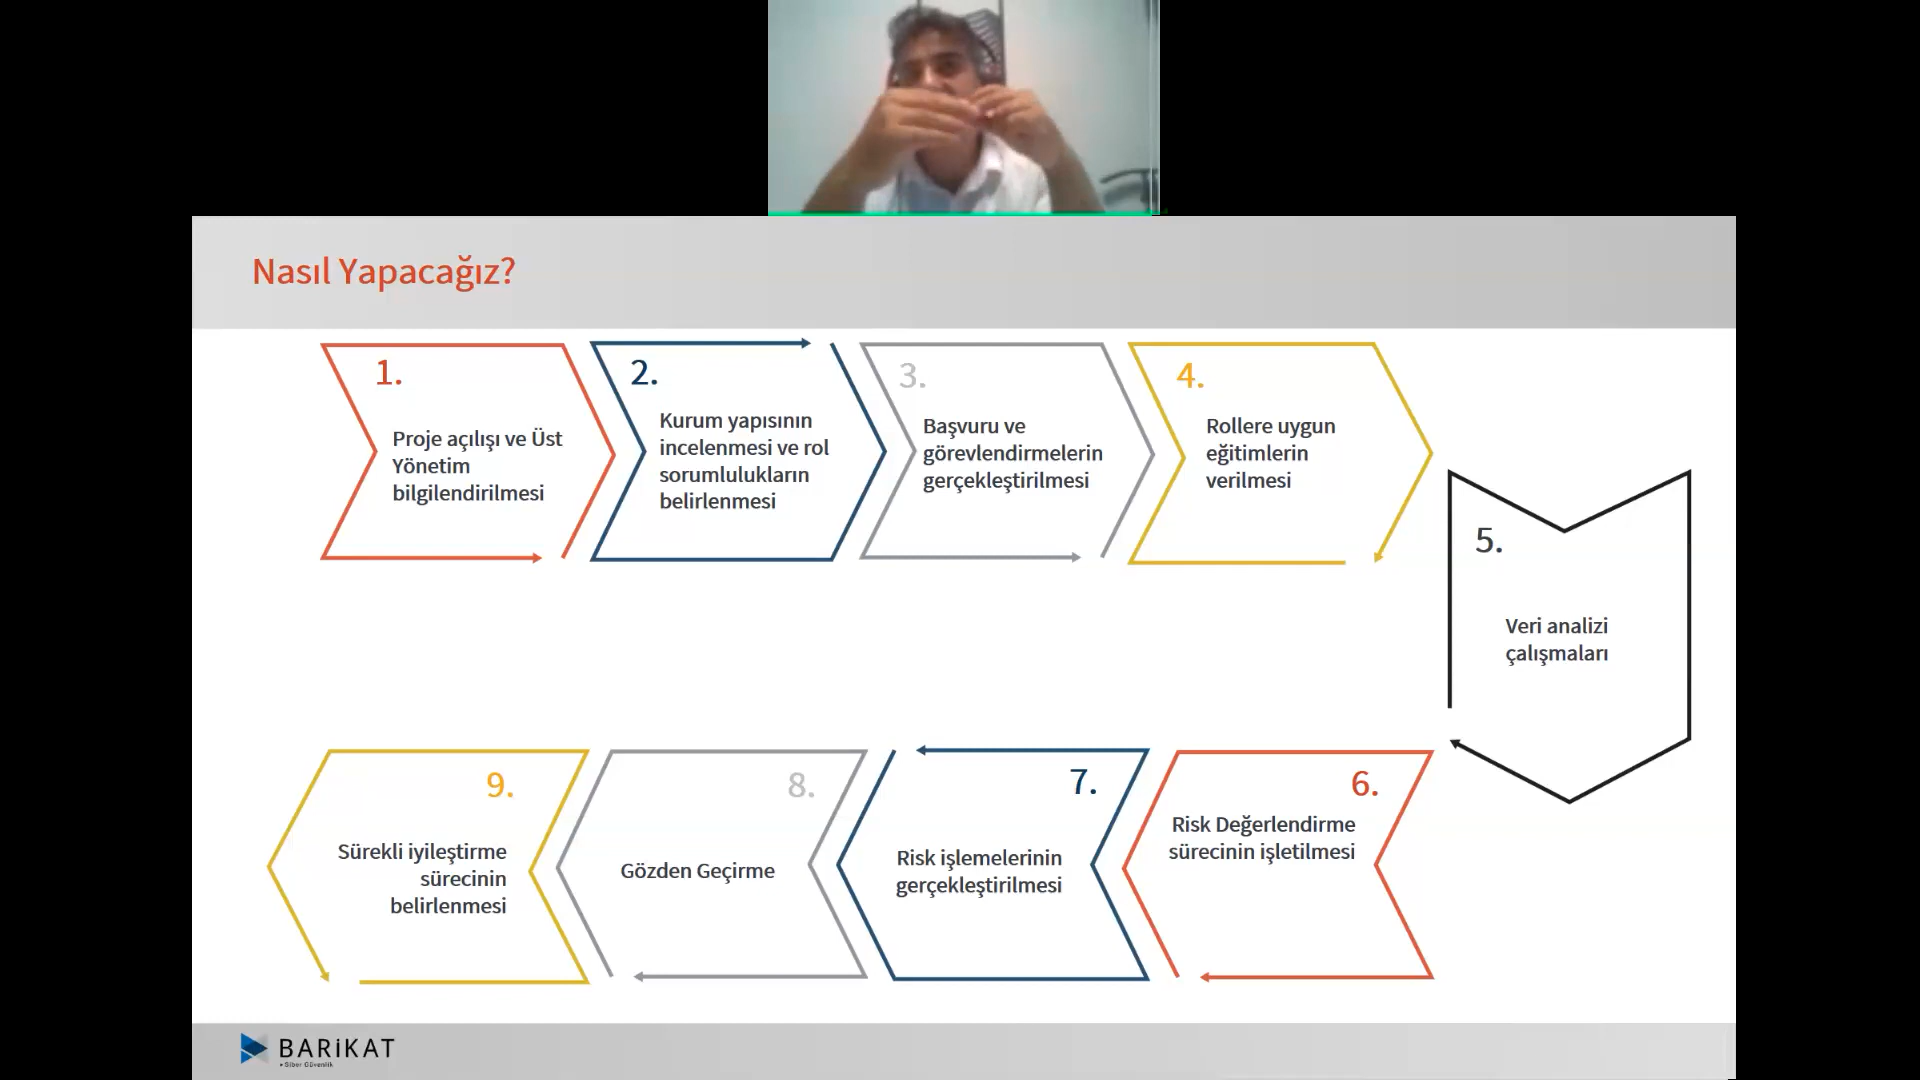 Nasıl Yapacağız?
1.
Proje açılışı ve Üst
Yönetim
bilgilendirilmesi
2.
Kurum yapısının
incelenmesi ve rol
sorumlulukların
belirlenmesi
3.
Başvuru ve
görevlendirmelerin
gerçekleştirilmesi
4.
Rollere uygun
eğitimlerin
verilmesi
5.
Veri analizi
çalışmaları
6.
Risk Değerlendirme
sürecinin işletilmesi
7.
Risk işlemelerinin
gerçekleştirilmesi
8.
Gözden Geçirme
9.
Sürekli iyileştirme
sürecinin
belirlenmesi
BARİKAT
Siber Güvenlik